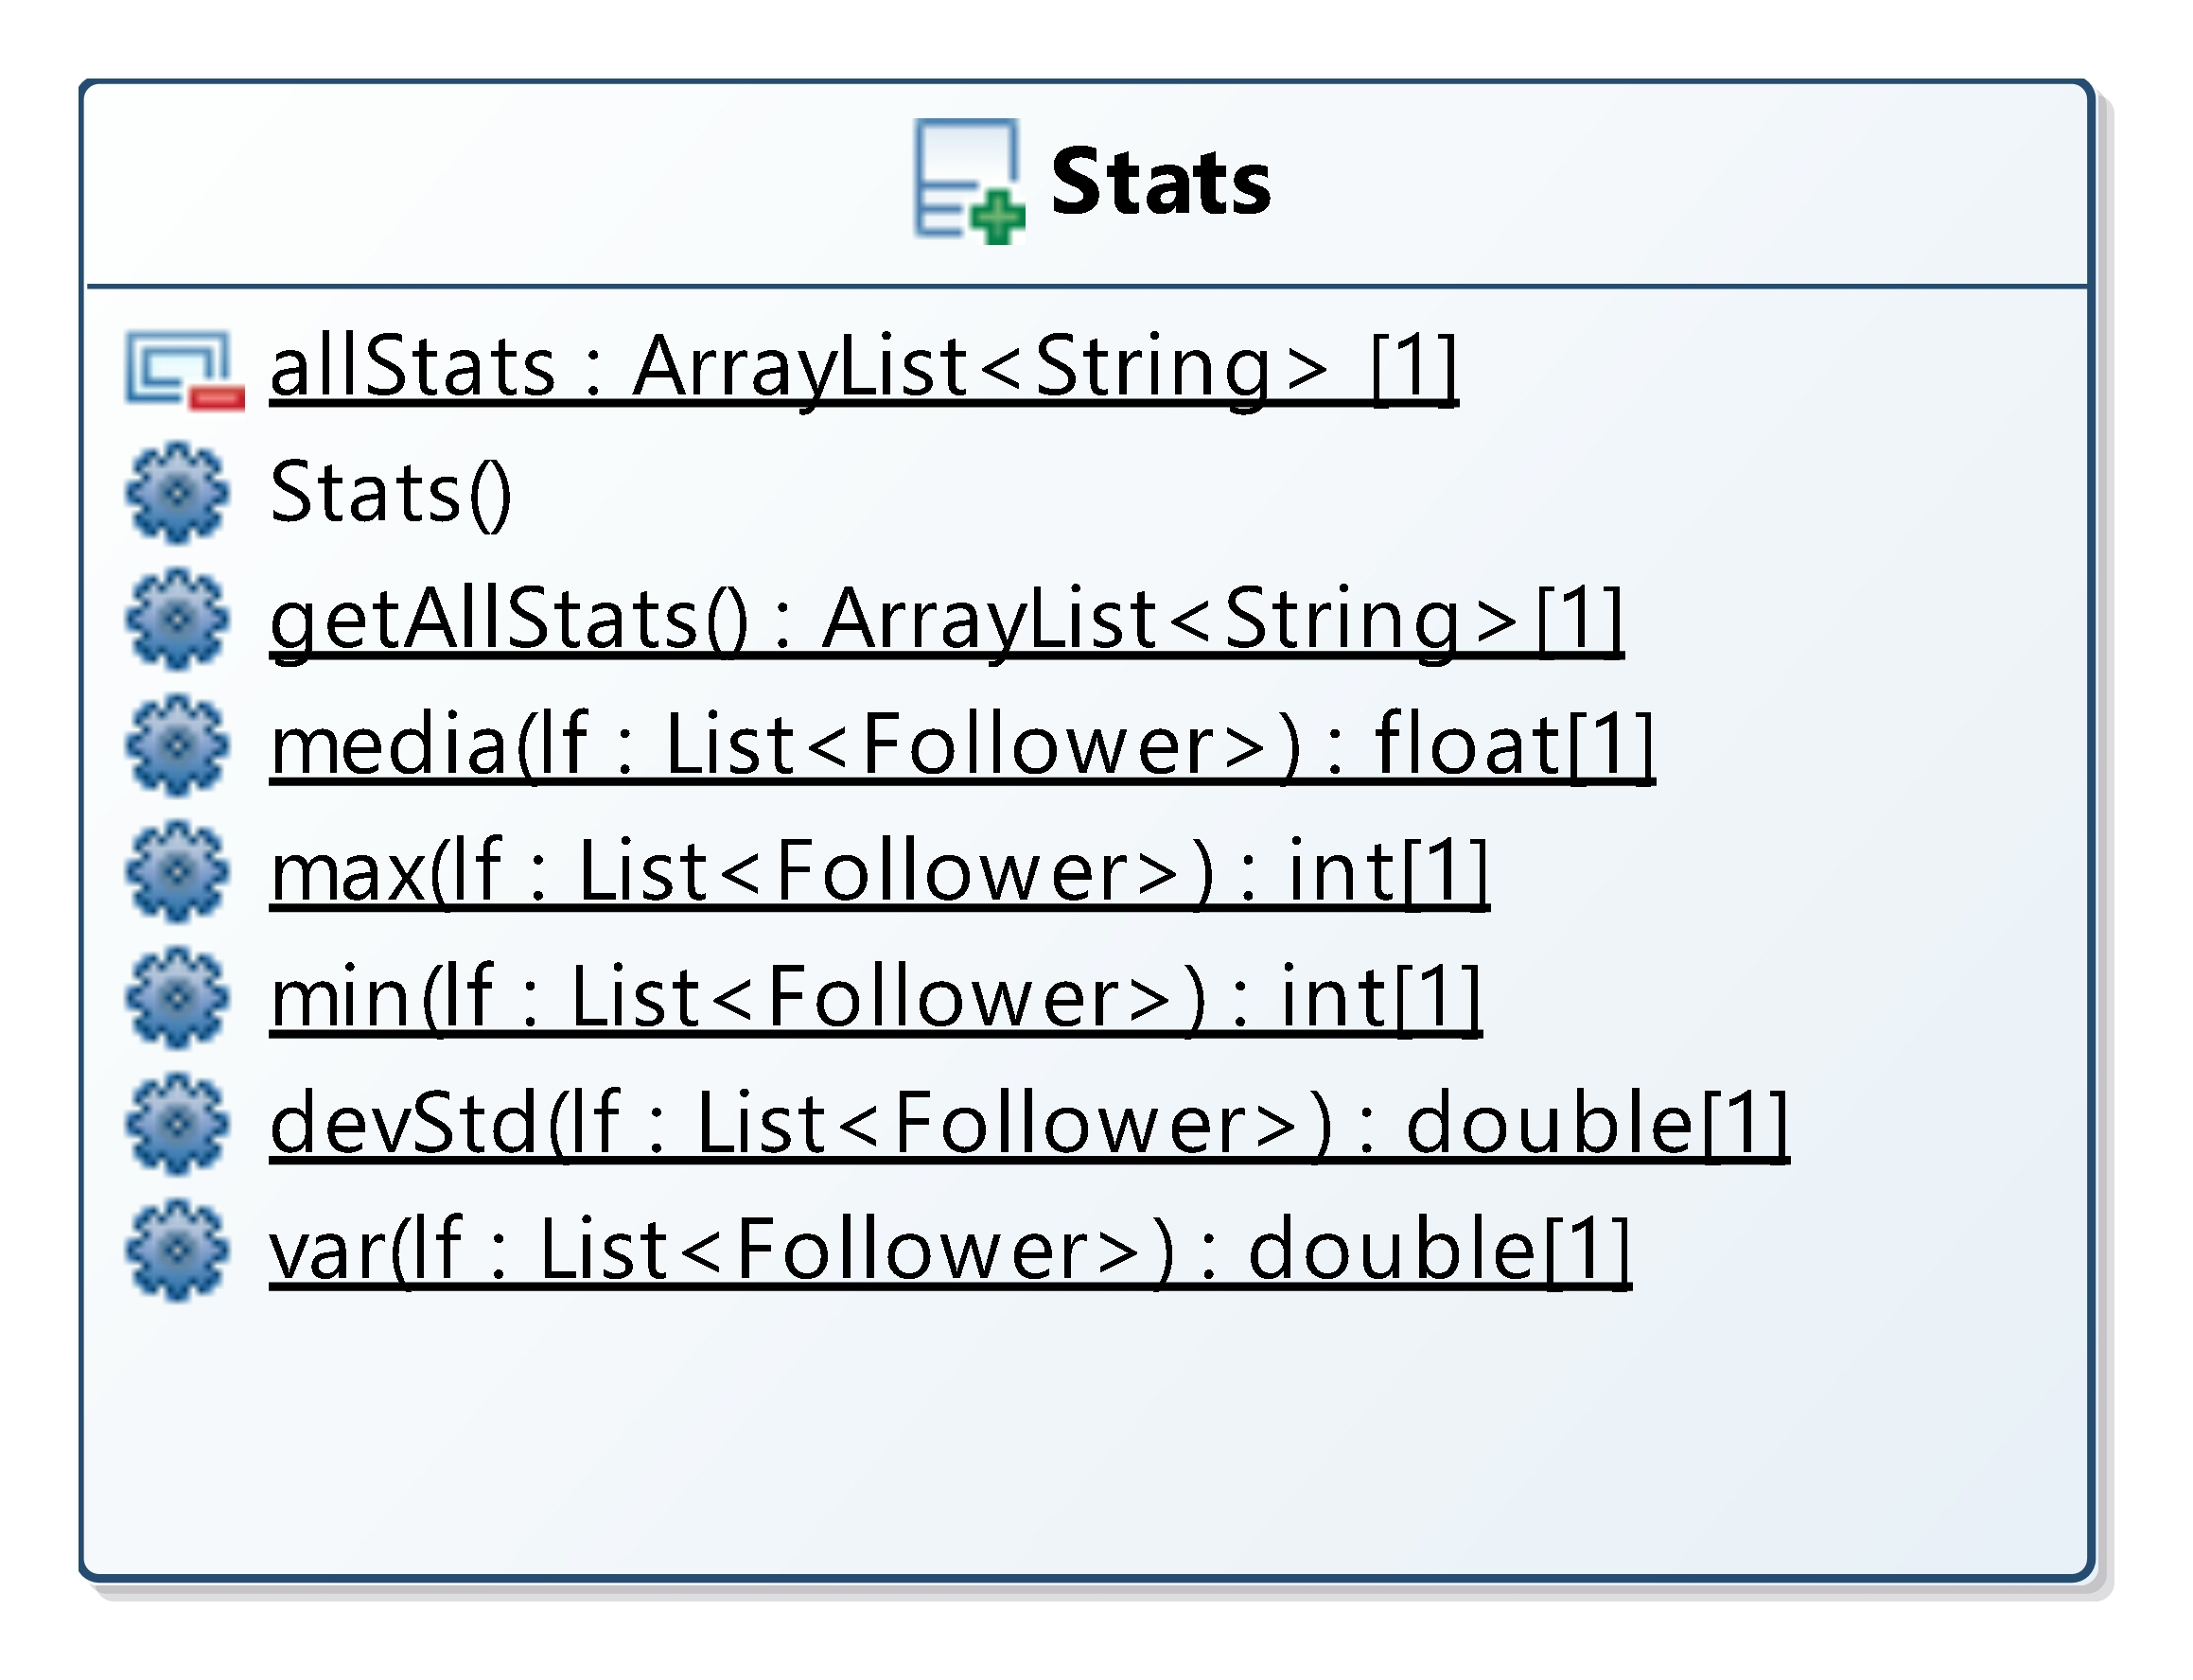 Stats
allStats : ArrayList<String> [1]
Stats()
getAllStats() : ArrayList<String>[1]
media(lf : List<Follower>) : float[1]
max(lf : List<Follower>) : int[1]
min(lf : List<Follower>) : int[1]
devStd(lf : List<Follower>) : double[1]
var(lf : List<Follower>) : double[1]